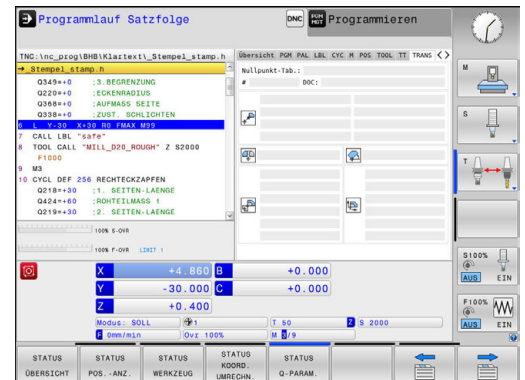 Programmlauf Satzfolge
DNC
PGM MGT
Programmieren
TNC:\nc_prog\BHB\Klartext\_Stempel_stamp.h
→_Stempel_stamp.h
Q349=+0 ;3.BEGRENZUNG
Q220=+0 ;ECKENRADIUS
Q368=+0 ;AUFMASS SEITE
Q338=+0 ;ZUST. SCHLICHTEN
6 L Y-30 X+30 R0 FMAX M99
7 CALL LBL "safe"
8 TOOL CALL "MILL_D20_ROUGH" Z S2000
F1000
9 M3
10 CYCL DEF 256 RECHTECKZAPFEN
Q218=+30 ;1. SEITEN-LAENGE
Q424=+60 ;ROHTEILMASS 1
Q219=+30 ;2. SEITEN-LAENGE
100% S-OVR
100% F-OVR LIMIT 1
Übersicht PGM PAL LBL CYC M POS TOOL TT TRANS
Nullpunkt-Tab.:
# DOC:
X +4.860 B +0.000
Y -30.000 C +0.000
Z +0.400
Modus: SOLL 1 T 50 Z S 2000
F 0mm/min Ovr 100% M 5/9
M
S
T
S100%
AUS EIN
F100%
AUS EIN
STATUS ÜBERSICHT
STATUS POS.-ANZ.
STATUS WERKZEUG
STATUS KOORD. UMRECHN.
STATUS Q-PARAM.